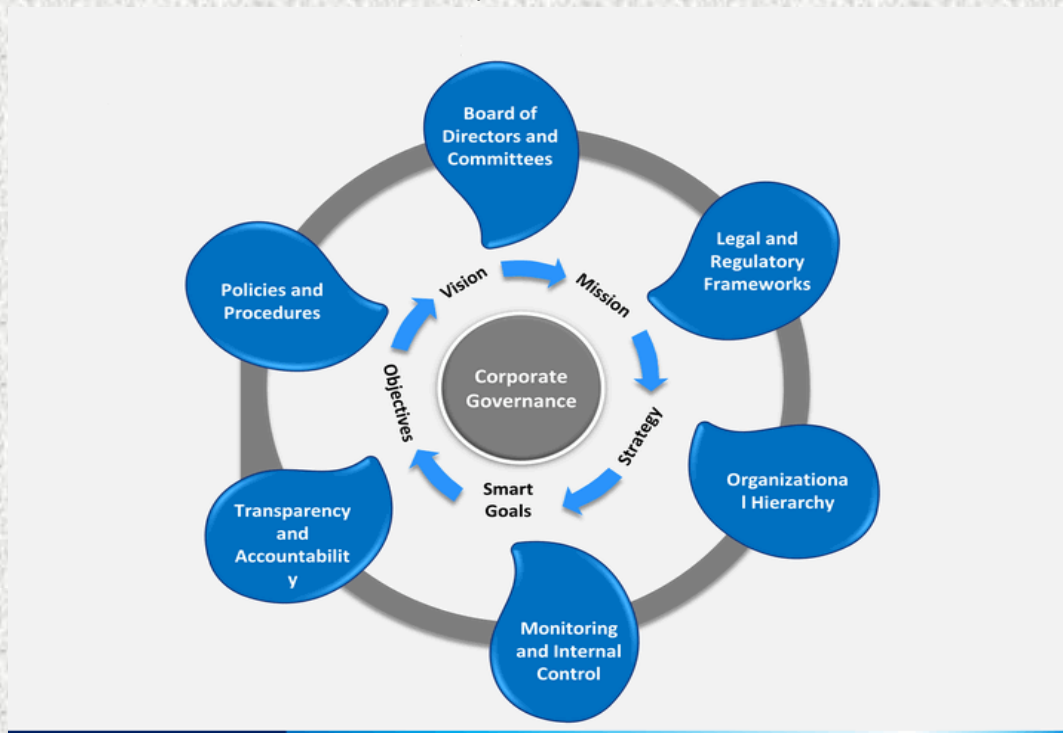 Board of
Directors and
Committees
Legal and
Regulatory
Frameworks
Organizationa
l Hierarchy
Monitoring
and Internal
Control
Transparency
and
Accountabilit
y
Policies and
Procedures
Vision
Mission
Strategy
Smart
Goals
Objectives
Corporate
Governance